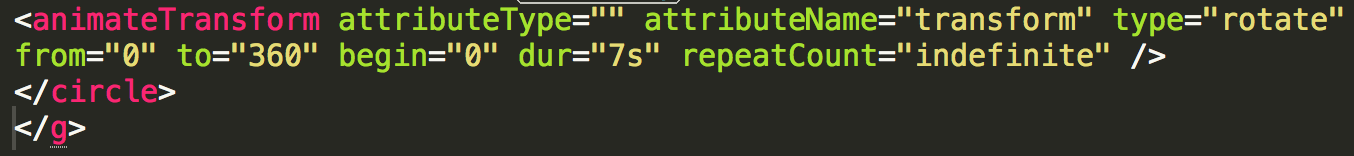 <animateTransform attributeType="" attributeName="transform" type="rotate"
from="0" to="360" begin="0" dur="7s" repeatCount="indefinite" />
</circle>
</g>